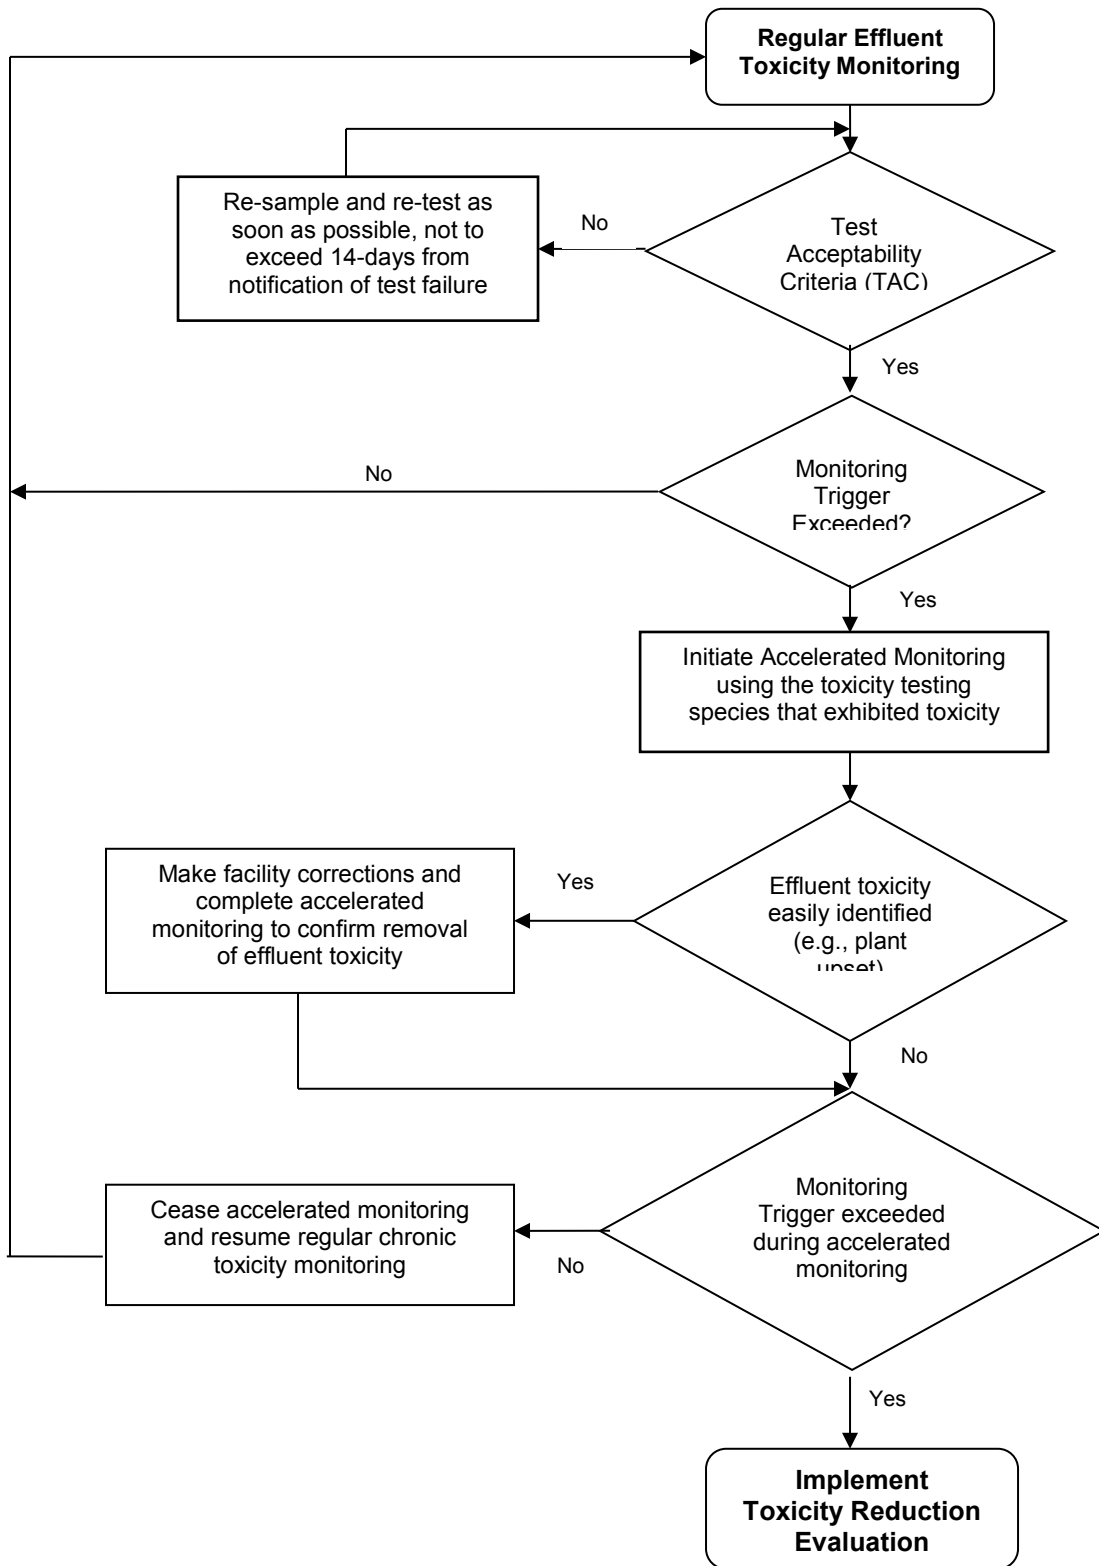 Regular Effluent
Toxicity Monitoring
Re-sample and re-test as
soon as possible, not to
exceed 14-days from
notification of test failure
No
Test
Acceptability
Criteria (TAC)
Yes
No
Monitoring
Trigger
Exceeded?
Yes
Initiate Accelerated Monitoring
using the toxicity testing
species that exhibited toxicity
Make facility corrections and
complete accelerated
monitoring to confirm removal
of effluent toxicity
Yes
Effluent toxicity
easily identified
(e.g., plant
upset)
No
Cease accelerated monitoring
and resume regular chronic
toxicity monitoring
No
Monitoring
Trigger exceeded
during accelerated
monitoring
Yes
Implement
Toxicity Reduction
Evaluation